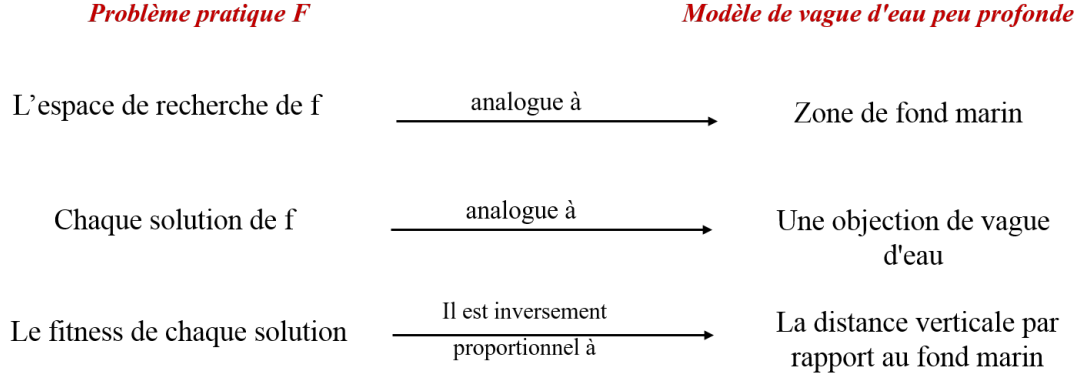 Problème pratique F
Modèle de vague d'eau peu profonde
L’espace de recherche de f
analogue à
Zone de fond marin
Chaque solution de f
analogue à
Une objection de vague
d'eau
Le fitness de chaque solution
Il est inversement
proportionnel à
La distance verticale par
rapport au fond marin